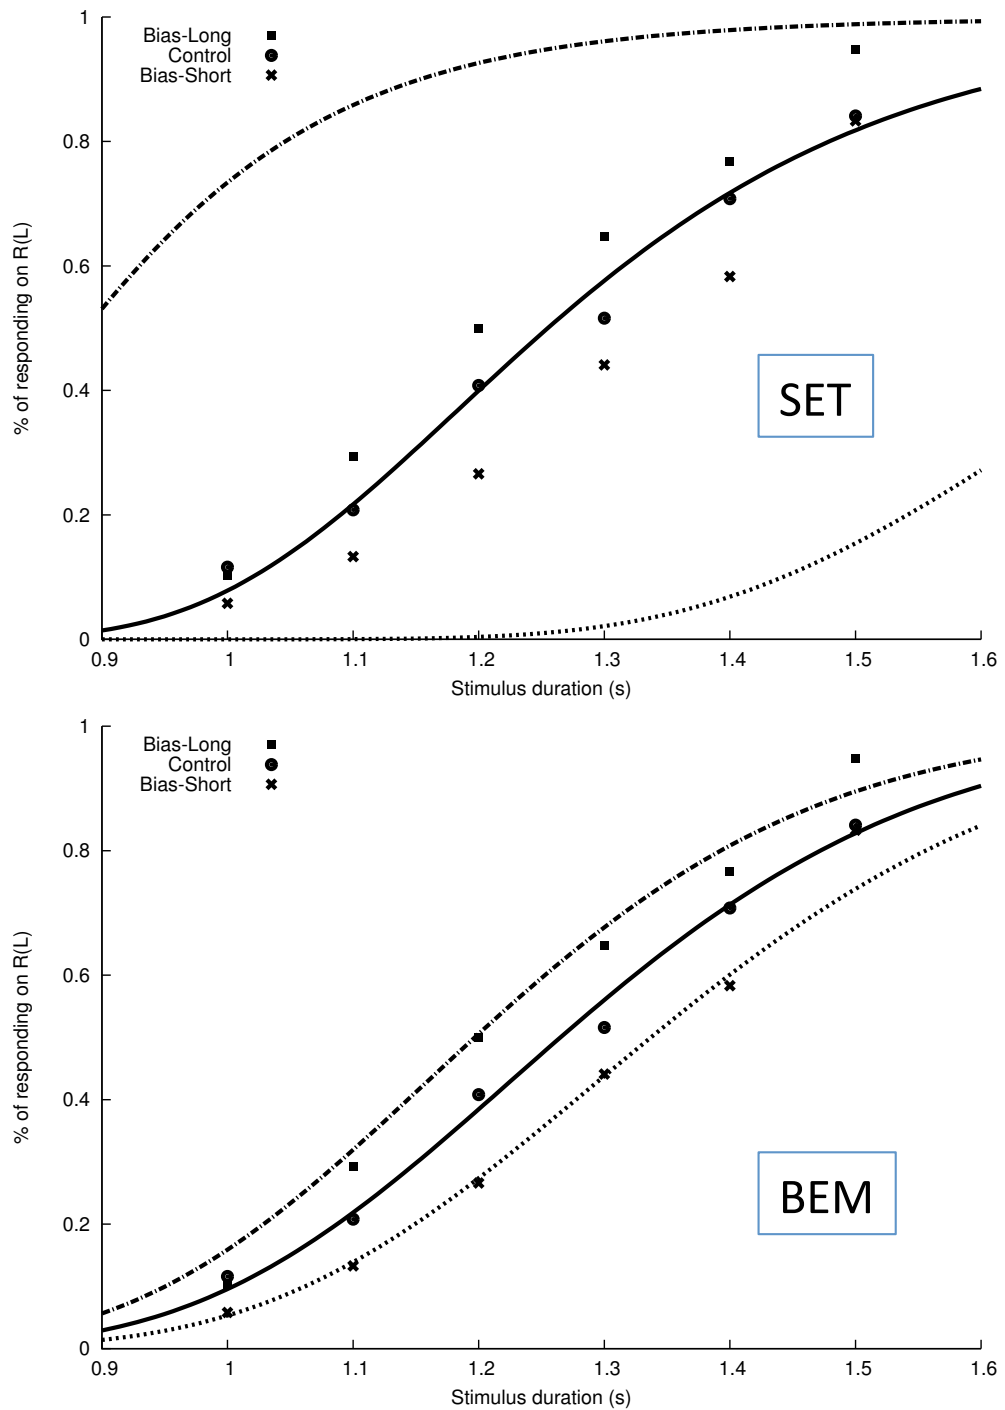 1
Bias-Long
Control
Bias-Short
0.8
0.6
% of responding on R(L)
0.4
SET
0.2
0
0.9 1 1.1 1.2 1.3 1.4 1.5 1.6
Stimulus duration (s)
1
Bias-Long
Control
Bias-Short
0.8
0.6
% of responding on R(L)
0.4
BEM
0.2
0
0.9 1 1.1 1.2 1.3 1.4 1.5 1.6
Stimulus duration (s)